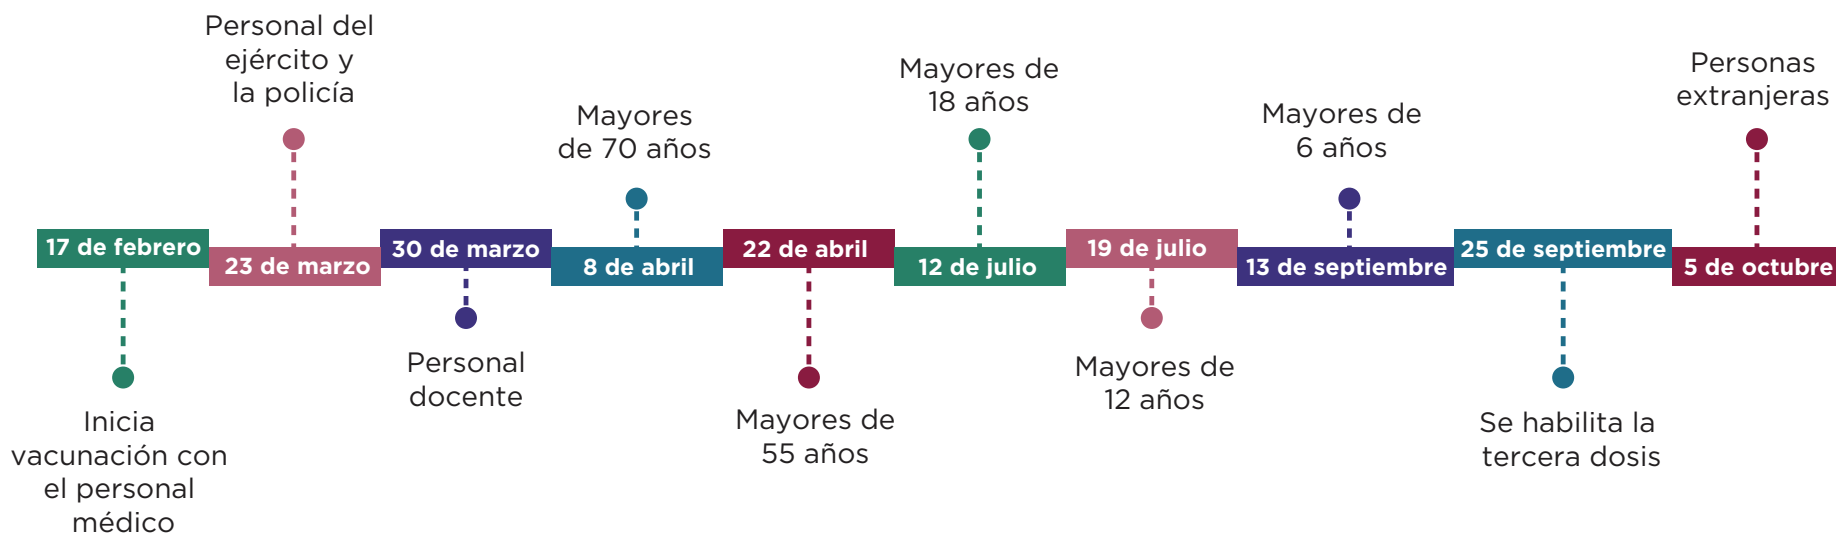 17 de febrero
Inicia
vacunación con
el personal
médico
Personal del
ejército y
la policía
23 de marzo
30 de marzo
Personal
docente
Mayores
de 70 años
8 de abril
22 de abril
Mayores de
55 años
Mayores de
18 años
12 de julio
19 de julio
Mayores de
12 años
Mayores de
6 años
13 de septiembre
25 de septiembre
Se habilita la
tercera dosis
Personas
extranjeras
5 de octubre